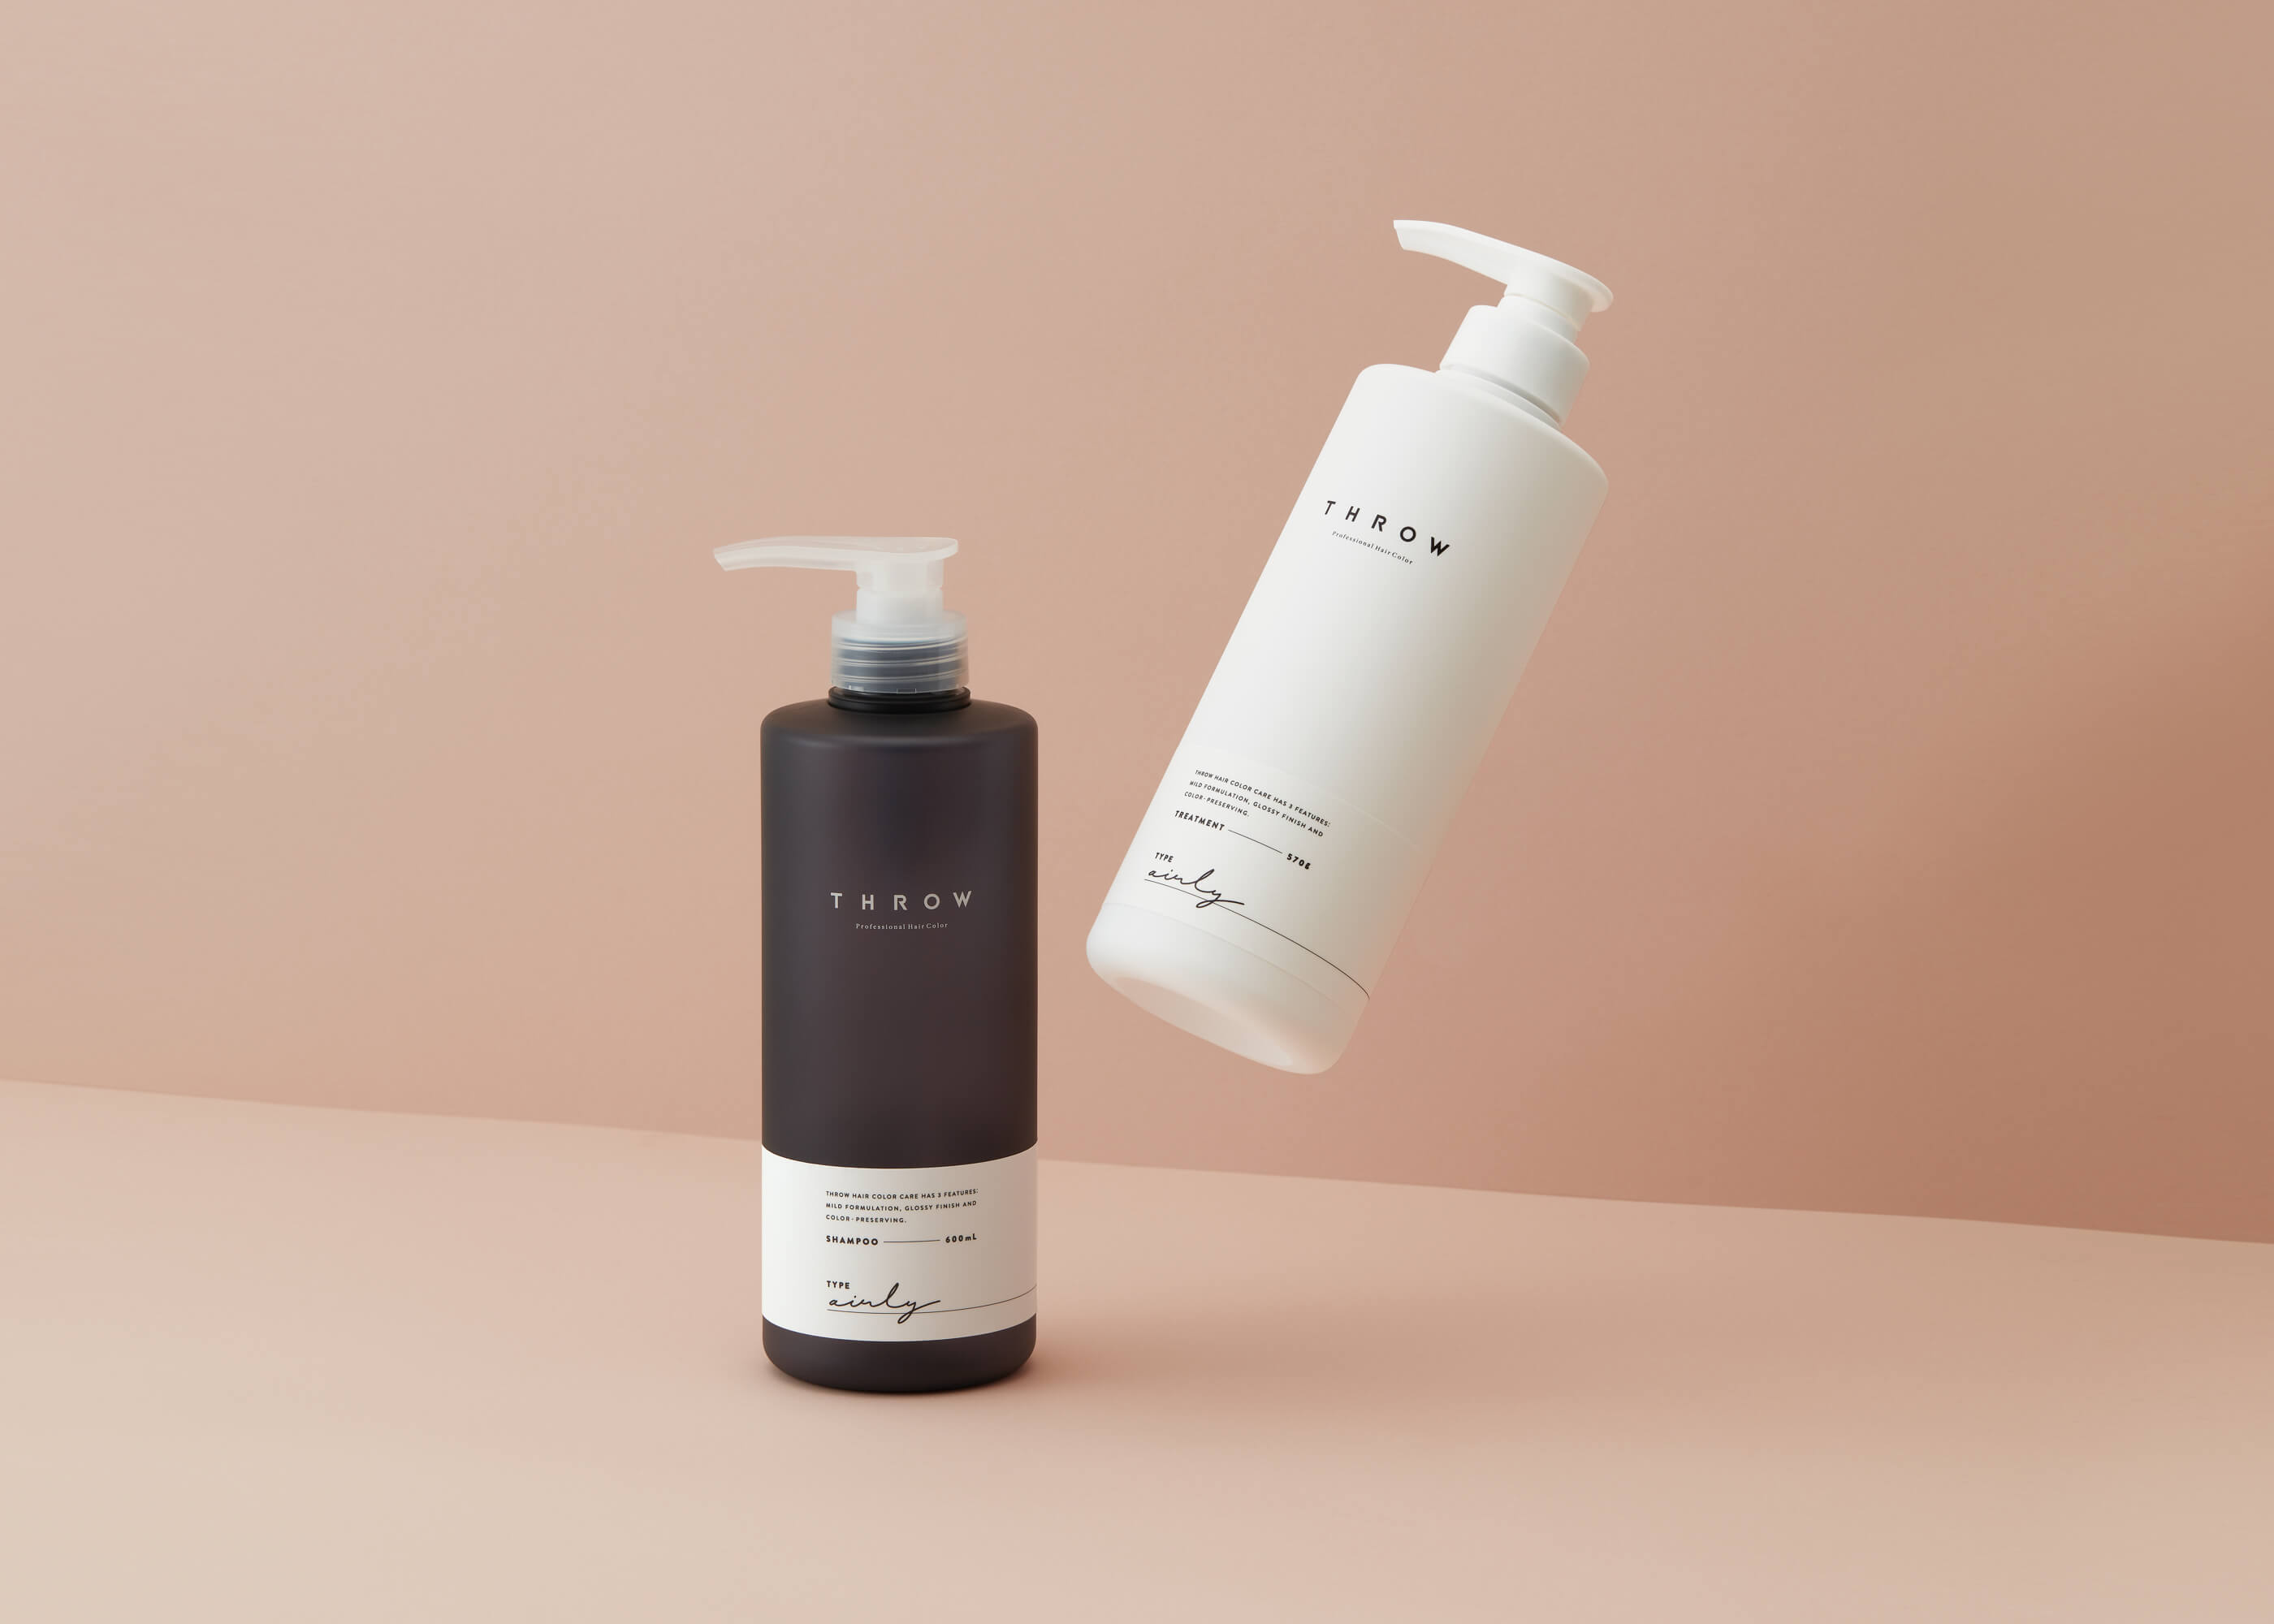 THROW
Professional Hair Color
THROW HAIR COLOR CARE HAS 3 FEATURES:
MILD FORMULATION, GLOSSY FINISH AND
COLOR-PRESERVING.
SHAMPOO 600mL
TYPE
airly
THROW
Professional Hair Color
THROW HAIR COLOR CARE HAS 3 FEATURES:
MILD FORMULATION, GLOSSY FINISH AND
COLOR-PRESERVING.
TREATMENT 570g
TYPE
airly